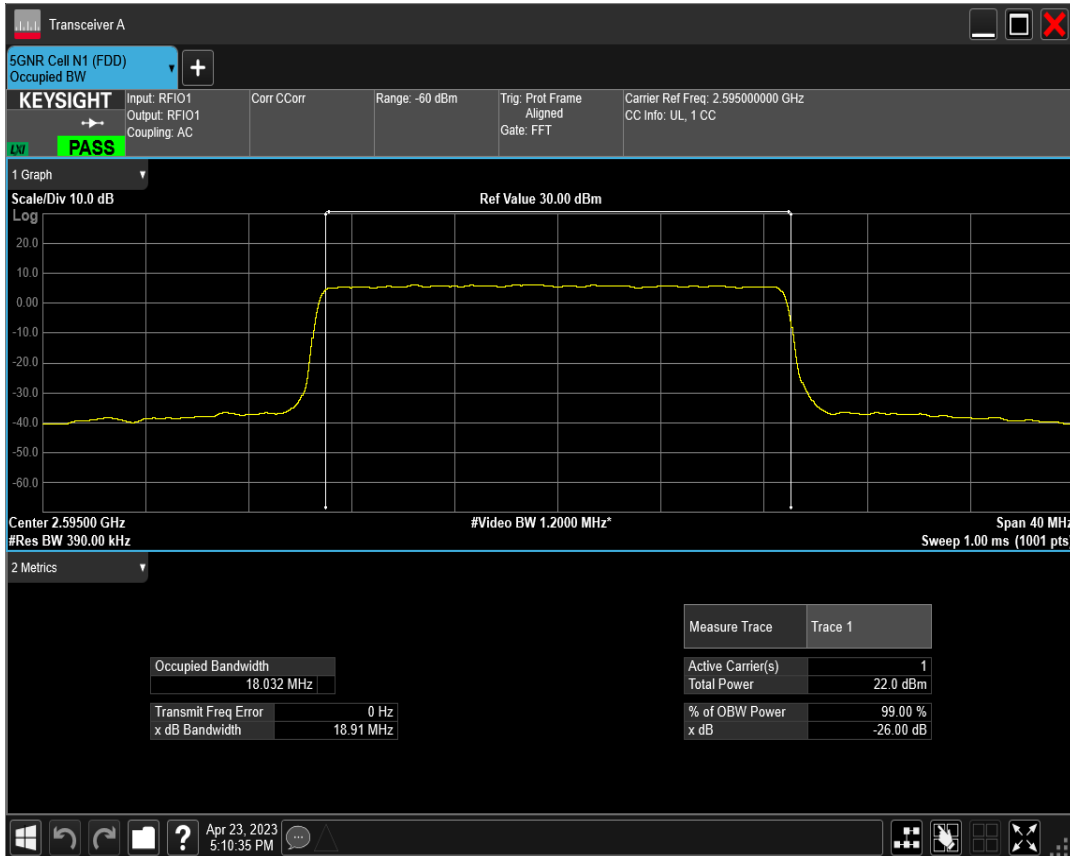 Transceiver A
5GNR Cell N1 (FDD)
Occupied BW
+
KEYSIGHT
LXI
PASS
Input: RFIO1
Output: RFIO1
Coupling: AC
Corr CCorr
Range: -60 dBm
Trig: Prot Frame
Aligned
Gate: FFT
Carrier Ref Freq: 2.595000000 GHz
CC Info: UL, 1 CC
1 Graph
Scale/Div 10.0 dB
Ref Value 30.00 dBm
Log
20.0
10.0
0.00
-10.0
-20.0
-30.0
-40.0
-50.0
-60.0
Center 2.59500 GHz
#Video BW 1.2000 MHz*
Span 40 MHz
#Res BW 390.00 kHz
Sweep 1.00 ms (1001 pts)
2 Metrics
Measure Trace Trace 1
Occupied Bandwidth
18.032 MHz
Active Carrier(s) 1
Total Power 22.0 dBm
Transmit Freq Error 0 Hz
x dB Bandwidth 18.91 MHz
% of OBW Power 99.00 %
x dB -26.00 dB
?
Apr 23, 2023
5:10:35 PM